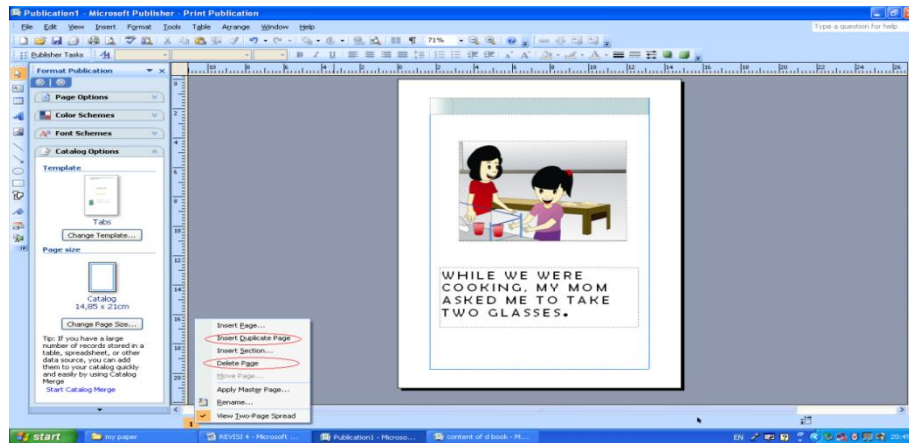 Publication1 - Microsoft Publisher - Print Publication
File Edit View Insert Format Tools Table Arrange Window Help
Type a question for help
71%
Publisher Tasks
Format Publication
Page Options
Color Schemes
Font Schemes
Catalog Options
Template
Tabs
Change Template...
Page size
Catalog
14,85 x 21cm
Change Page Size...
Tip: If you have a large
number of records stored in a
table, spreadsheet, or other
data source, you can add
them to your catalog quickly
and easily by using Catalog
Merge
Start Catalog Merge
WHILE WE WERE
COOKING, MY MOM
ASKED ME TO TAKE
TWO GLASSES.
Insert Page...
Insert Duplicate Page
Insert Section...
Delete Page
Move Page...
Apply Master Page...
Rename...
View Two-Page Spread
1
start
my paper
REVISI 4 - Microsoft ...
Publication1 - Microso...
content of d book - M...
EN
20:45